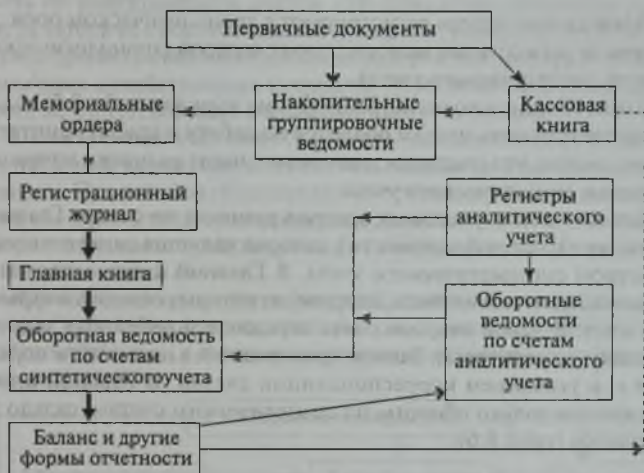 Первичные документы
Мемориальные
ордера
Накопительные
группировочные
ведомости
Кассовая
книга
Регистрационный
журнал
Регистры
аналитического
учета
Главная книга
Оборотная ведомость
по счетам
синтетическогоучета
Оборотные
ведомости
по счетам
аналитического
учета
Баланс и другие
формы отчетности